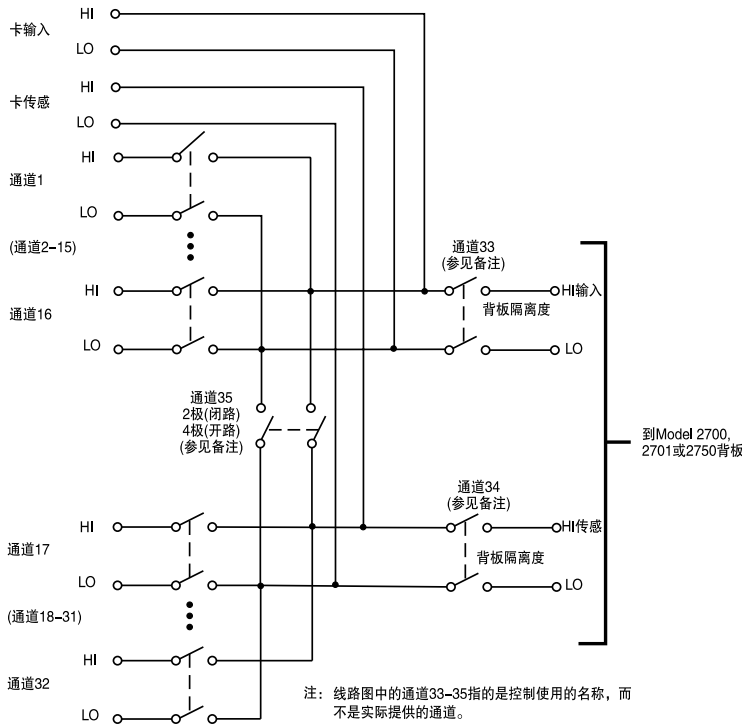 卡输入
HI
LO
卡传感
HI
LO
通道1
HI
LO
(通道2-15)
通道16
HI
LO
通道33
(参见备注)
背板隔离度
HI输入
LO
通道35
2极(闭路)
4极(开路)
(参见备注)
到Model 2700,
2701或2750背板
通道34
(参见备注)
背板隔离度
HI传感
LO
通道17
HI
LO
(通道18-31)
通道32
HI
LO
注: 线路图中的通道33-35指的是控制使用的名称，而
不是实际提供的通道。